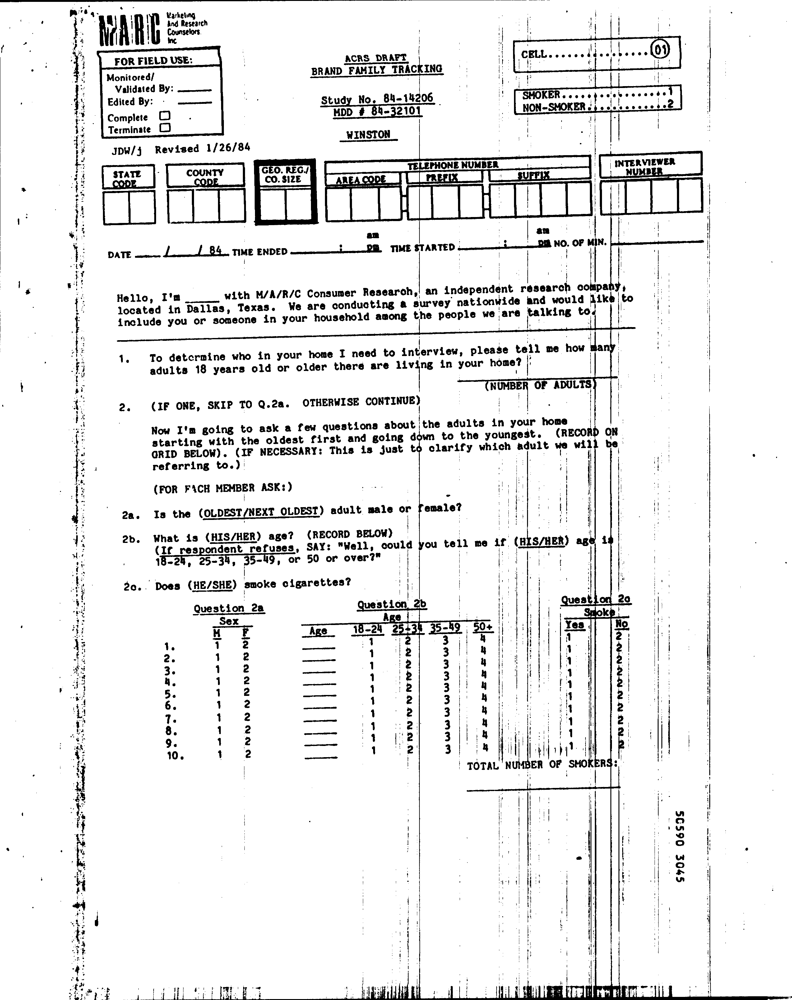 M/A/R/C
Marketing
And Research
Counselors
Inc
FOR FIELD USE:
Monitored/
Validated By: ______
Edited By: ______
Complete ☐
Terminate ☐
ACRS DRAFT
BRAND FAMILY TRACKING
Study No. 84-14206
MDD # 84-32101
WINSTON
CELL.............. (01)
SMOKER..................1
NON-SMOKER..............2
JDW/j Revised 1/26/84
STATE CODE
COUNTY CODE
GEO. REG./ CO. SIZE
TELEPHONE NUMBER
AREA CODE PREFIX SUFFIX
INTERVIEWER NUMBER
am am
DATE ___/___/ 84 TIME ENDED ______:______ pm TIME STARTED ______:______ pm NO. OF MIN. ______
Hello, I'm _____ with M/A/R/C Consumer Research, an independent research company,
located in Dallas, Texas. We are conducting a survey nationwide and would like to
include you or someone in your household among the people we are talking to.
1. To determine who in your home I need to interview, please tell me how many
adults 18 years old or older there are living in your home?
(NUMBER OF ADULTS)
2. (IF ONE, SKIP TO Q.2a. OTHERWISE CONTINUE)
Now I'm going to ask a few questions about the adults in your home
starting with the oldest first and going down to the youngest. (RECORD ON
GRID BELOW). (IF NECESSARY: This is just to clarify which adult we will be
referring to.)
(FOR EACH MEMBER ASK:)
2a. Is the (OLDEST/NEXT OLDEST) adult male or female?
2b. What is (HIS/HER) age? (RECORD BELOW)
(If respondent refuses, SAY: "Well, could you tell me if (HIS/HER) age is
18-24, 25-34, 35-49, or 50 or over?"
2c. Does (HE/SHE) smoke cigarettes?
Question 2a Question 2b Question 2c
Sex Age Smoke
M F Age 18-24 25-34 35-49 50+ Yes No
1. 1 2 _____ 1 2 3 4 1 2
2. 1 2 _____ 1 2 3 4 1 2
3. 1 2 _____ 1 2 3 4 1 2
4. 1 2 _____ 1 2 3 4 1 2
5. 1 2 _____ 1 2 3 4 1 2
6. 1 2 _____ 1 2 3 4 1 2
7. 1 2 _____ 1 2 3 4 1 2
8. 1 2 _____ 1 2 3 4 1 2
9. 1 2 _____ 1 2 3 4 1 2
10. 1 2 _____ 1 2 3 4 1 2
TOTAL NUMBER OF SMOKERS:
50590 3045